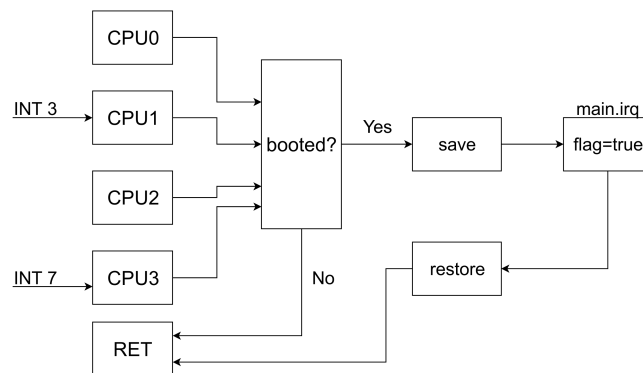 CPU0
INT 3
CPU1
main.irq
Yes
booted?
save
flag=true
CPU2
INT 7
CPU3
No
restore
RET